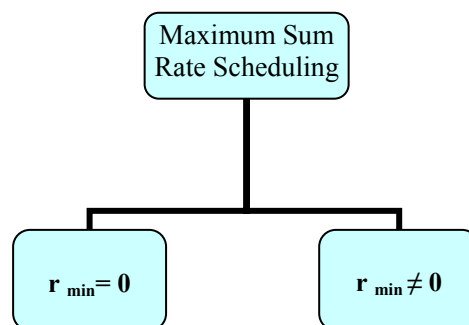 Maximum Sum
Rate Scheduling
r min = 0
r min ≠ 0